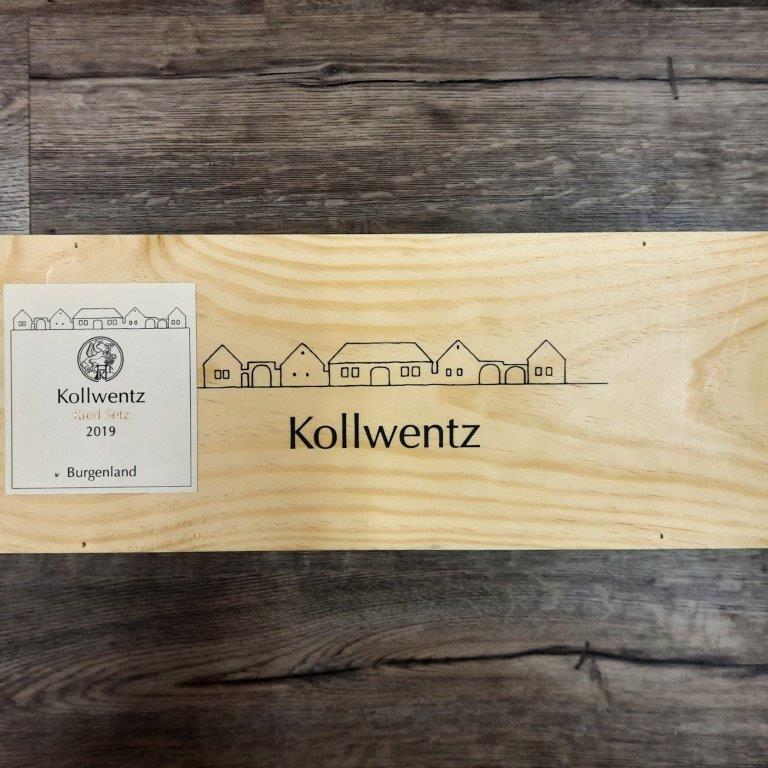 Kollwentz
Ried Setz
2019
Burgenland
Kollwentz